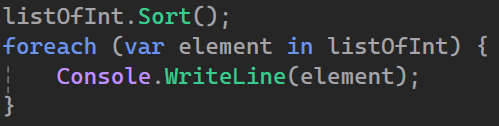 listOfInt.Sort();
foreach (var element in listOfInt) {
    Console.WriteLine(element);
}